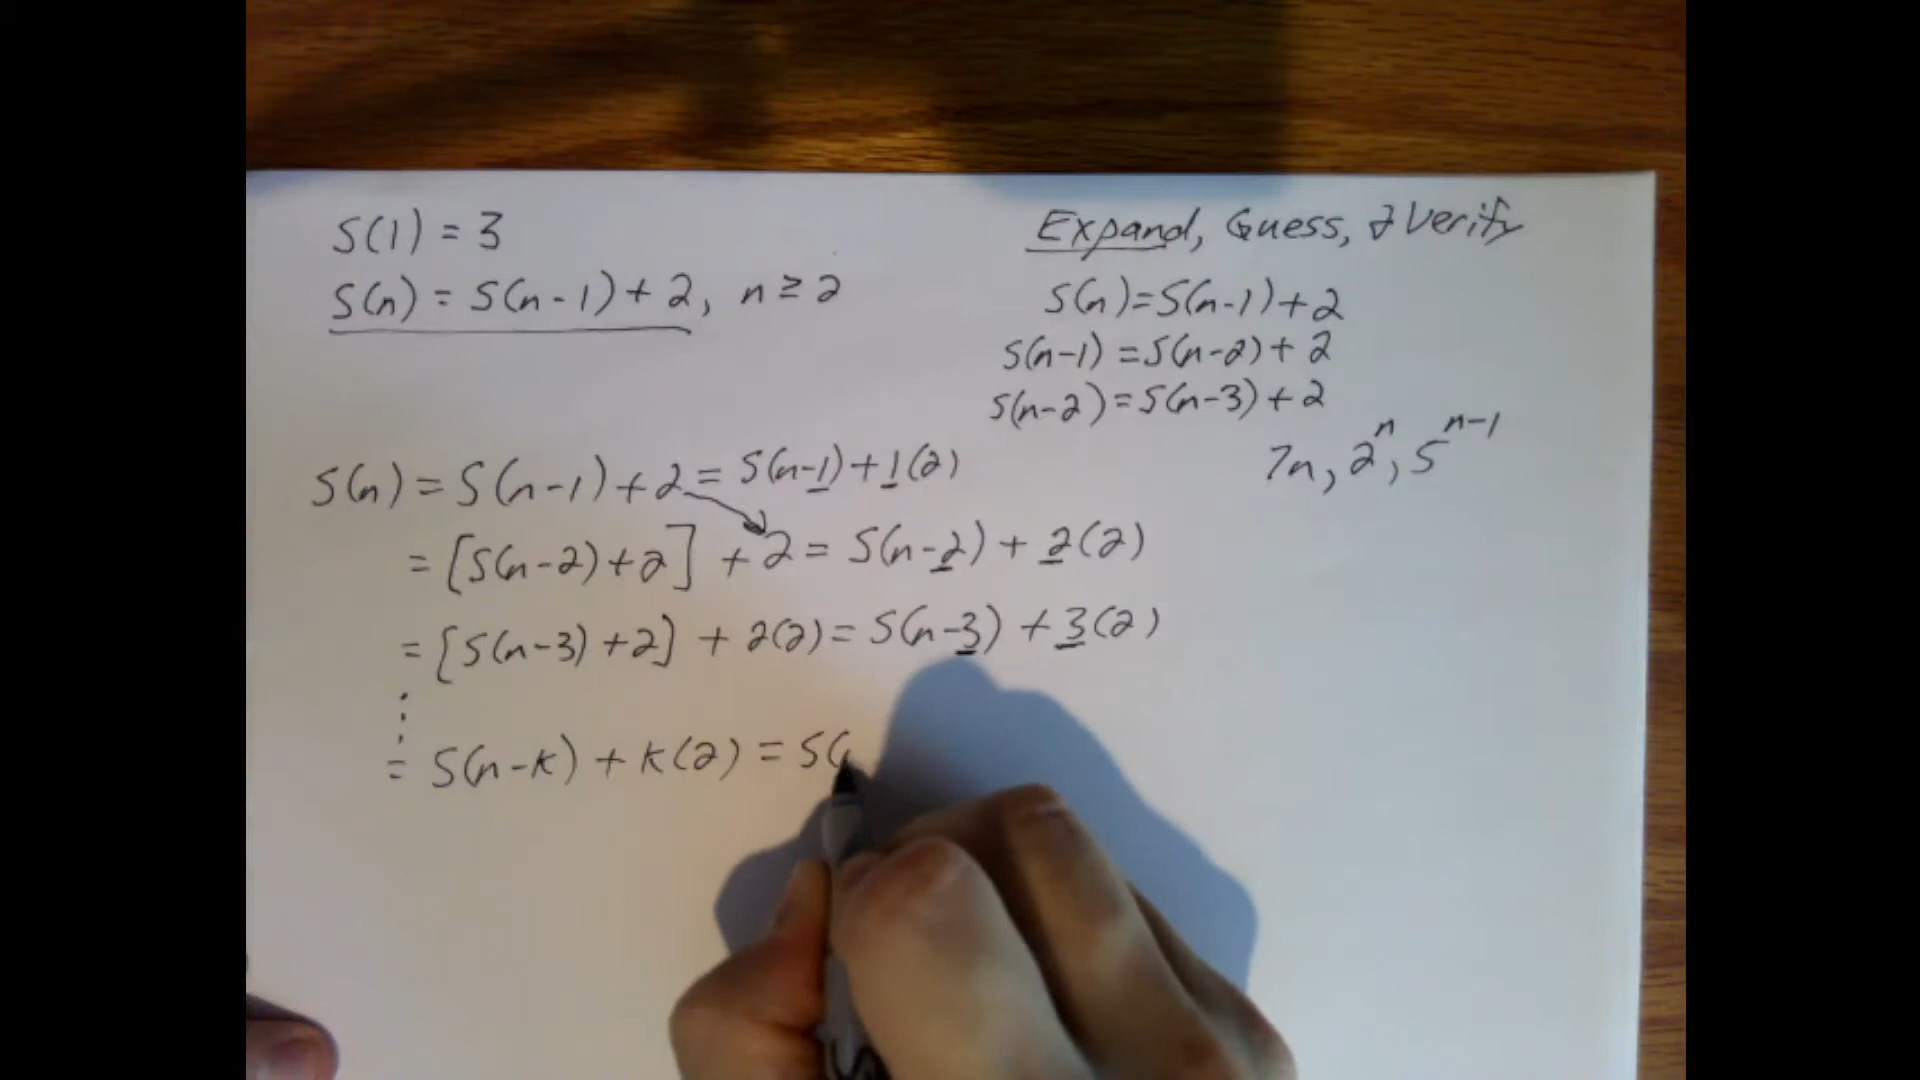 S(1) = 3
S(n) = S(n-1) + 2, n ≥ 2
Expand, Guess, & Verify
S(n) = S(n-1) + 2
S(n-1) = S(n-2) + 2
S(n-2) = S(n-3) + 2
7n, 2^n, 5^{n-1}
S(n) = S(n-1) + 2 = S(n-1) + 1(2)
= [S(n-2) + 2] + 2 = S(n-2) + 2(2)
= [S(n-3) + 2] + 2(2) = S(n-3) + 3(2)
⋮
= S(n-k) + k(2) = S(